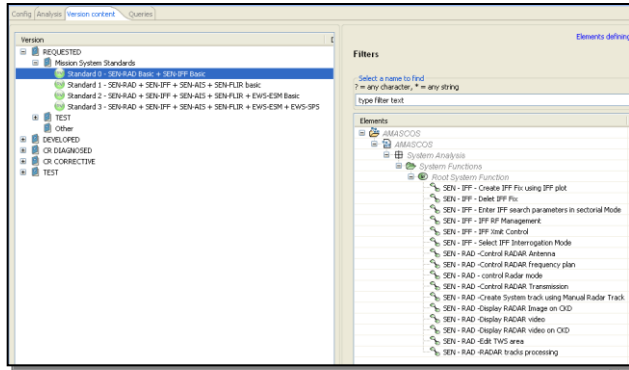 Config Analysis Version content Queries
Version
REQUESTED
Mission System Standards
Standard 0 - SEN-RAD Basic + SEN-IFF Basic
Standard 1 - SEN-RAD + SEN-IFF + SEN-AIS + SEN-FLIR basic
Standard 2 - SEN-RAD + SEN-IFF + SEN-AIS + SEN-FLIR + EWS-ESM Basic
Standard 3 - SEN-RAD + SEN-IFF + SEN-AIS + SEN-FLIR + EWS-ESM + EWS-SPS
TEST
Other
DEVELOPED
CR DIAGNOSED
CR CORRECTIVE
TEST
Elements defining
Filters
Select a name to find
? = any character, * = any string
type filter text
Elements
AMASCOS
AMASCOS
System Analysis
System Functions
Root System Function
SEN - IFF - Create IFF Fix using IFF plot
SEN - IFF - Delet IFF Fix
SEN - IFF - Enter IFF search parameters in sectorial Mode
SEN - IFF - IFF RF Management
SEN - IFF - IFF Xmit Control
SEN - IFF - Select IFF Interrogation Mode
SEN - RAD -Control RADAR Antenna
SEN - RAD -Control RADAR frequency plan
SEN - RAD - control Radar mode
SEN - RAD -Control RADAR Transmission
SEN - RAD -Create System track using Manual Radar Track
SEN - RAD -Display RADAR Image on CKD
SEN - RAD -Display RADAR video
SEN - RAD -Display RADAR video on CKD
SEN - RAD -Edit TWS area
SEN - RAD -RADAR tracks processing